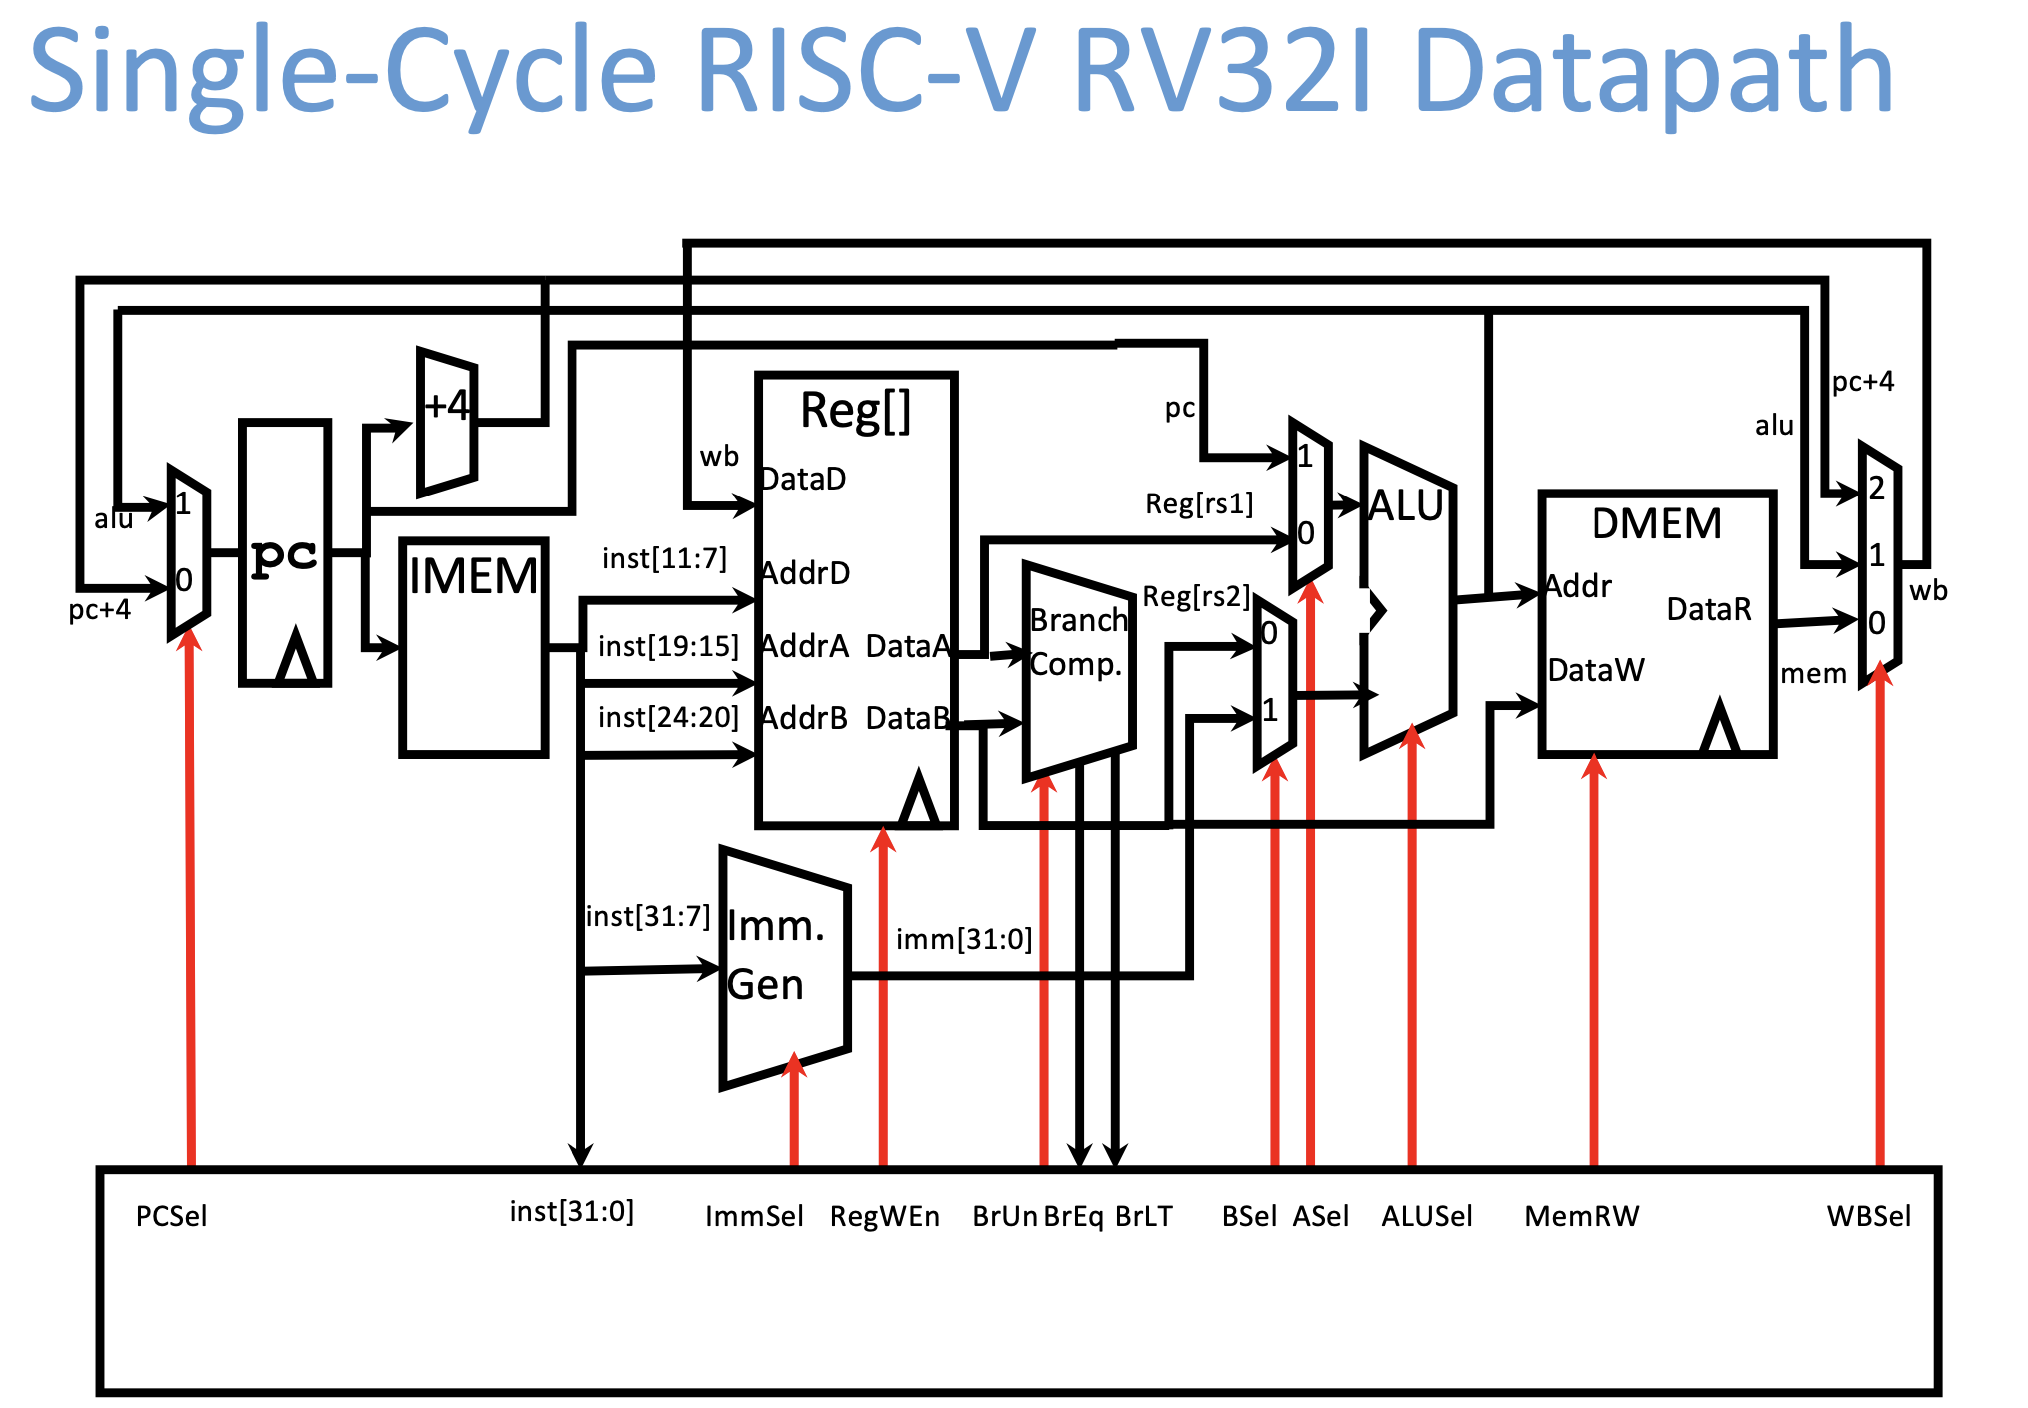 Single-Cycle RISC-V RV32I Datapath
+4
pc
alu
pc+4
1
0
IMEM
wb
Reg[]
DataD
AddrD
AddrA
DataA
AddrB
DataB
inst[11:7]
inst[19:15]
inst[24:20]
inst[31:7]
Imm.
Gen
imm[31:0]
Branch
Comp.
pc
Reg[rs1]
Reg[rs2]
1
0
0
1
ALU
DMEM
Addr
DataR
DataW
mem
alu
pc+4
2
1
0
wb
PCSel
inst[31:0]
ImmSel
RegWEn
BrUn
BrEq
BrLT
BSel
ASel
ALUSel
MemRW
WBSel